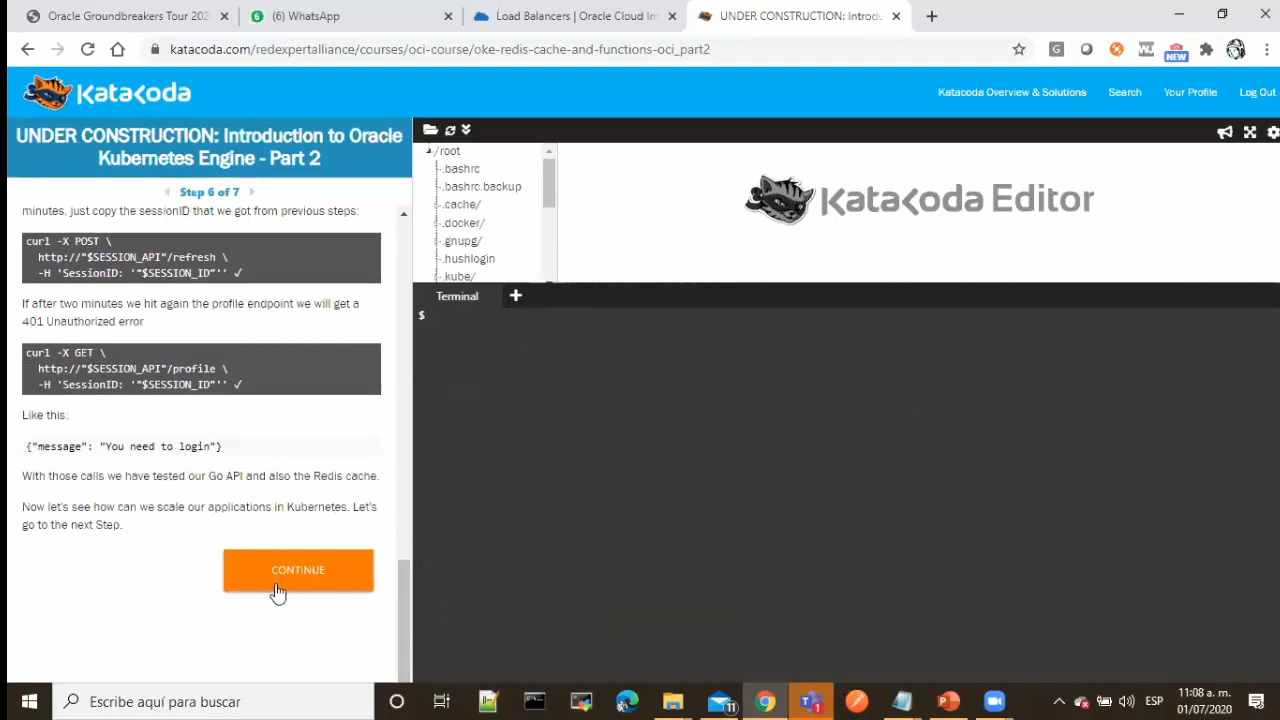 Oracle Groundbreakers Tour 202
6
(6) WhatsApp
Load Balancers | Oracle Cloud In
UNDER CONSTRUCTION: Introdu
katacoda.com/redexpertalliance/courses/oci-course/oke-redis-cache-and-functions-oci_part2
NEW
KataKoda
Katacoda Overview & Solutions
Search
Your Profile
Log Out
UNDER CONSTRUCTION: Introduction to Oracle
Kubernetes Engine - Part 2
Step 6 of 7
minutes, just copy the sessionID that we got from previous steps:
curl -X POST \
http://"$SESSION_API"/refresh \
-H 'SessionID: '"$SESSION_ID"'' ✓
If after two minutes we hit again the profile endpoint we will get a
401 Unauthorized error
curl -X GET \
http://"$SESSION_API"/profile \
-H 'SessionID: '"$SESSION_ID"'' ✓
Like this:
{"message": "You need to login"}
With those calls we have tested our Go API and also the Redis cache.
Now let's see how can we scale our applications in Kubernetes. Let's
go to the next Step.
CONTINUE
/root
.bashrc
.bashrc.backup
.cache/
.docker/
.gnupg/
.hushlogin
.kube/
KataKoda Editor
Terminal
$
Escribe aquí para buscar
11
1
ESP
11:08 a. m.
01/07/2020